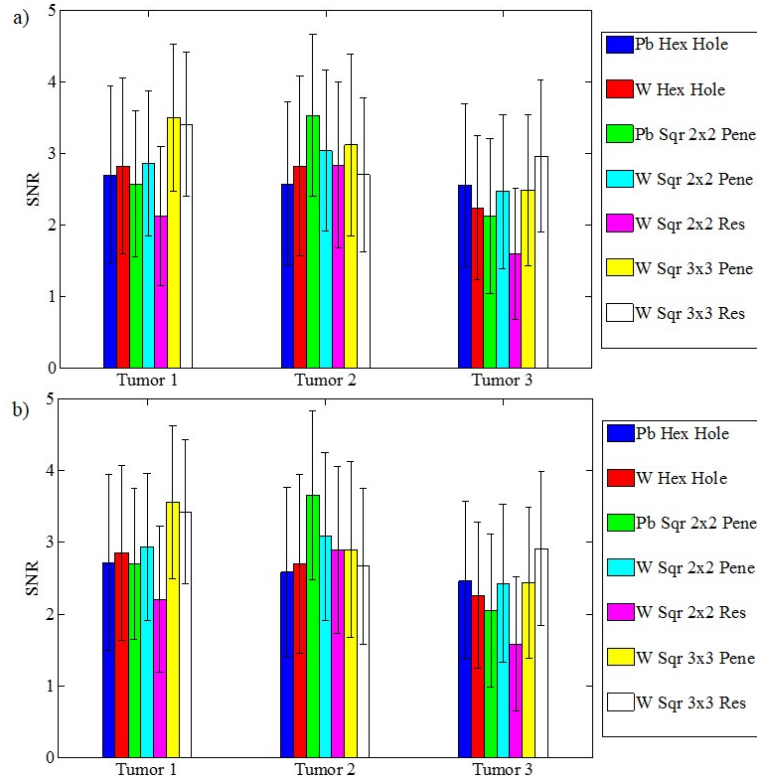 a)
5
4
3
2
1
0
SNR
Tumor 1
Tumor 2
Tumor 3
Pb Hex Hole
W Hex Hole
Pb Sqr 2x2 Pene
W Sqr 2x2 Pene
W Sqr 2x2 Res
W Sqr 3x3 Pene
W Sqr 3x3 Res
b)
5
4
3
2
1
0
SNR
Tumor 1
Tumor 2
Tumor 3
Pb Hex Hole
W Hex Hole
Pb Sqr 2x2 Pene
W Sqr 2x2 Pene
W Sqr 2x2 Res
W Sqr 3x3 Pene
W Sqr 3x3 Res